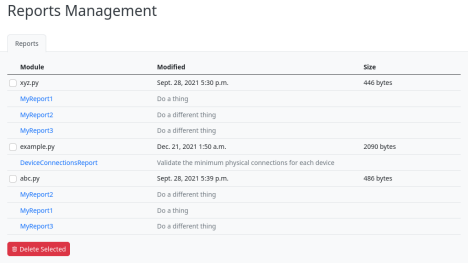 Reports Management
Reports
Module Modified Size
xyz.py Sept. 28, 2021 5:30 p.m. 446 bytes
MyReport1 Do a thing
MyReport2 Do a different thing
MyReport3 Do a different thing
example.py Dec. 21, 2021 1:50 a.m. 2090 bytes
DeviceConnectionsReport Validate the minimum physical connections for each device
abc.py Sept. 28, 2021 5:39 p.m. 486 bytes
MyReport2 Do a different thing
MyReport1 Do a thing
MyReport3 Do a different thing
Delete Selected